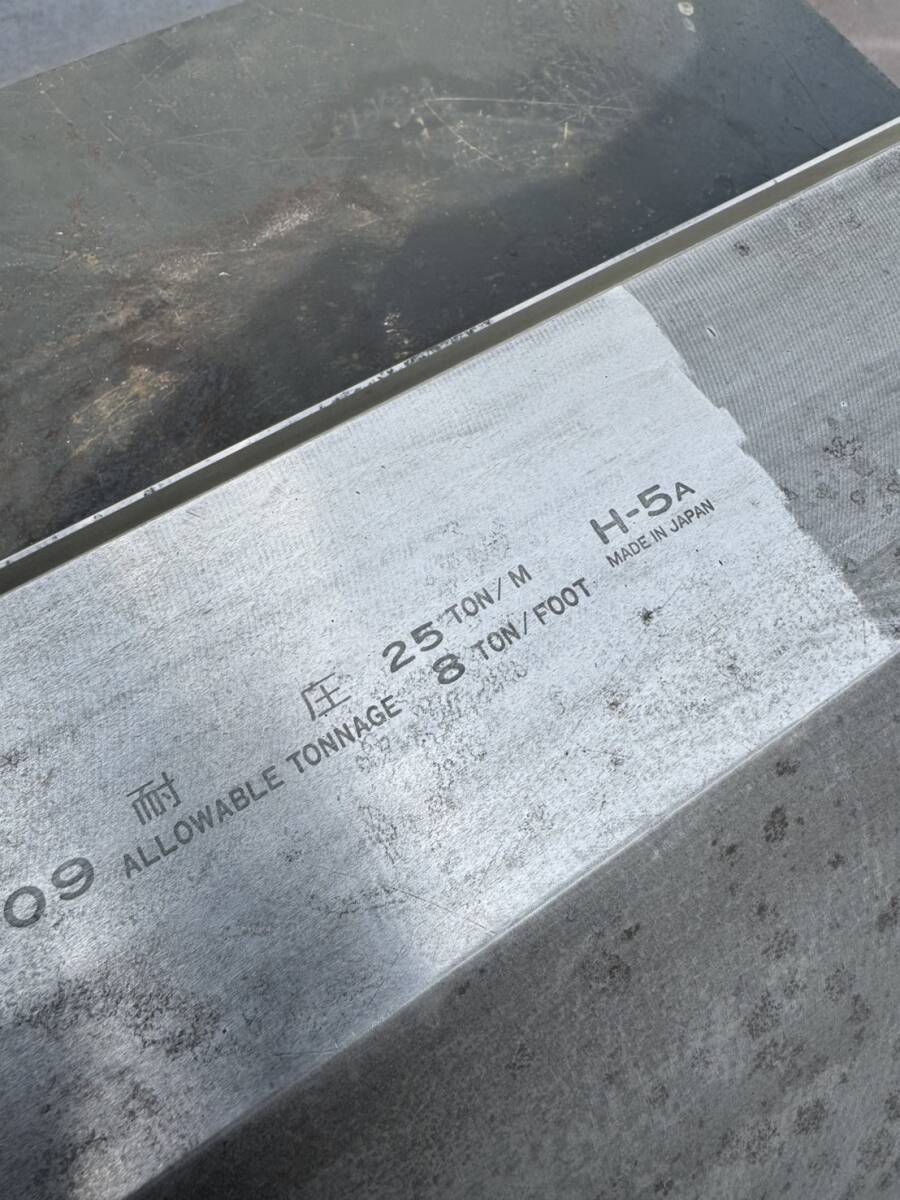 09
耐 圧 25 TON/M
ALLOWABLE TONNAGE 8 TON/FOOT
H-5A
MADE IN JAPAN